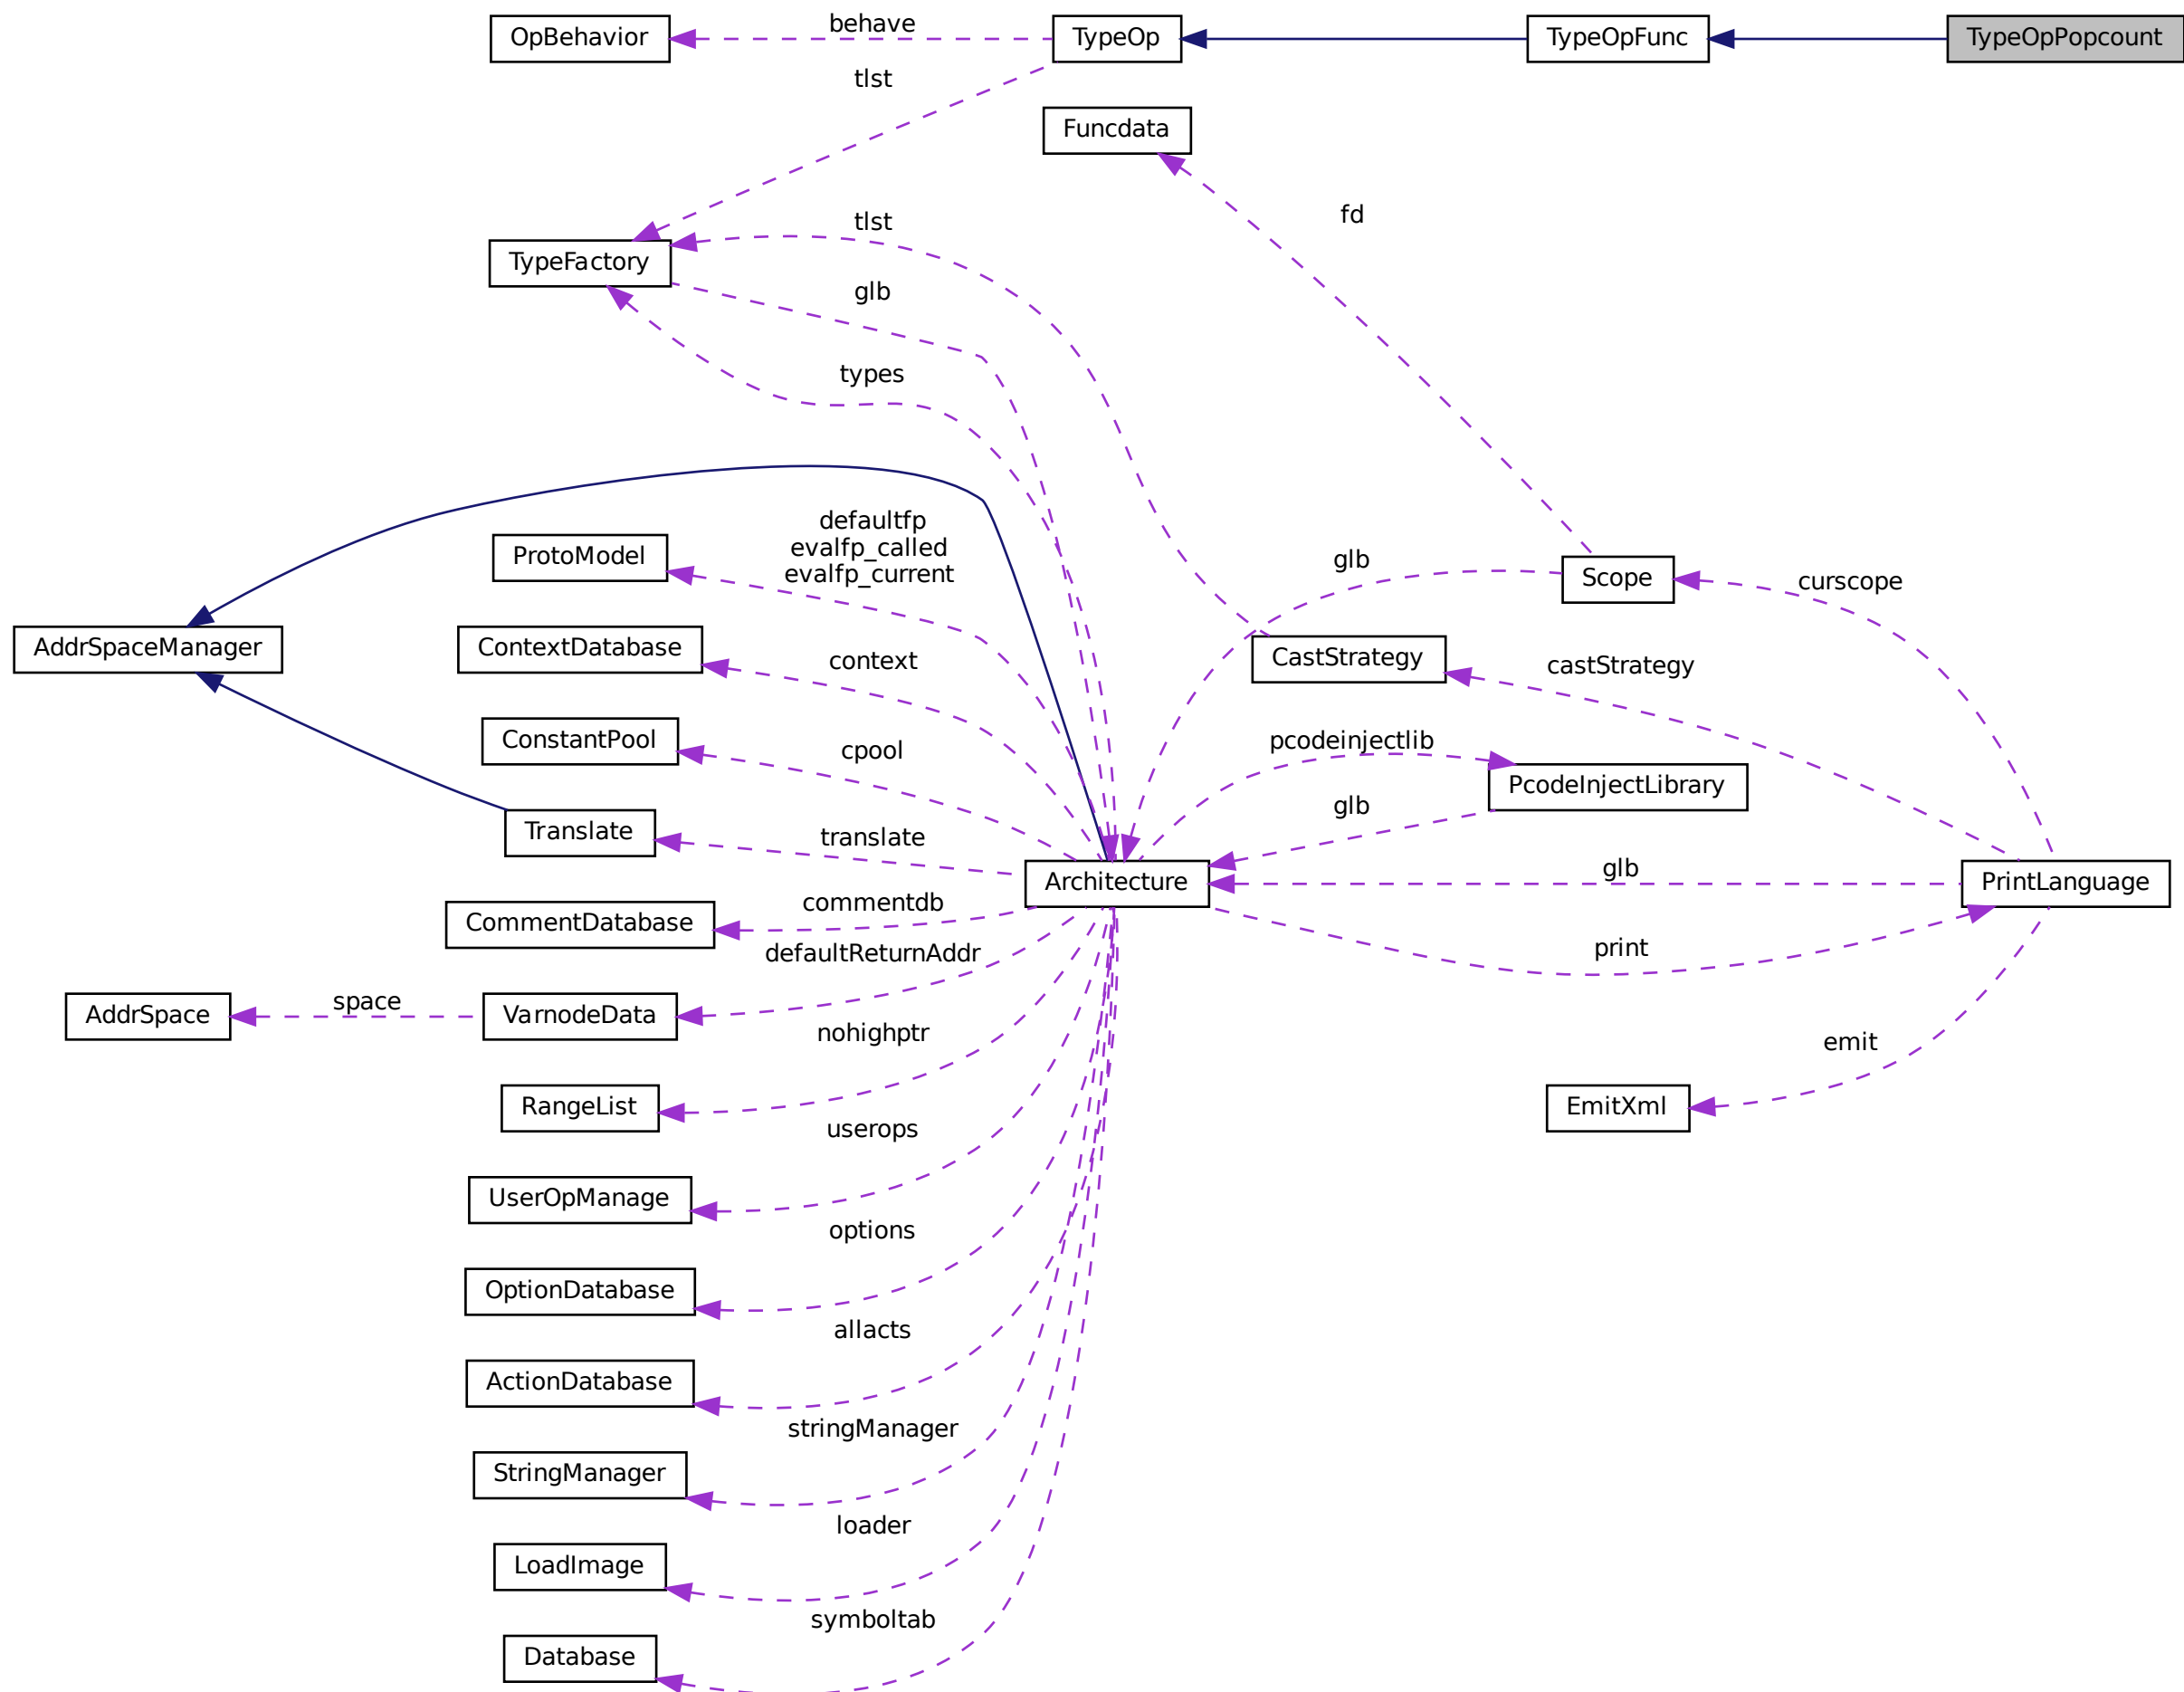 behave
OpBehavior
TypeOp
TypeOpFunc
TypeOpPopcount
tlst
Funcdata
fd
tlst
TypeFactory
glb
types
defaultfp
evalfp_called
evalfp_current
ProtoModel
glb
Scope
curscope
AddrSpaceManager
ContextDatabase
context
CastStrategy
castStrategy
ConstantPool
cpool
pcodeinjectlib
PcodeInjectLibrary
glb
Translate
translate
Architecture
glb
PrintLanguage
CommentDatabase
commentdb
print
defaultReturnAddr
AddrSpace
space
VarnodeData
nohighptr
emit
RangeList
EmitXml
userops
UserOpManage
options
OptionDatabase
allacts
ActionDatabase
stringManager
StringManager
loader
LoadImage
symboltab
Database